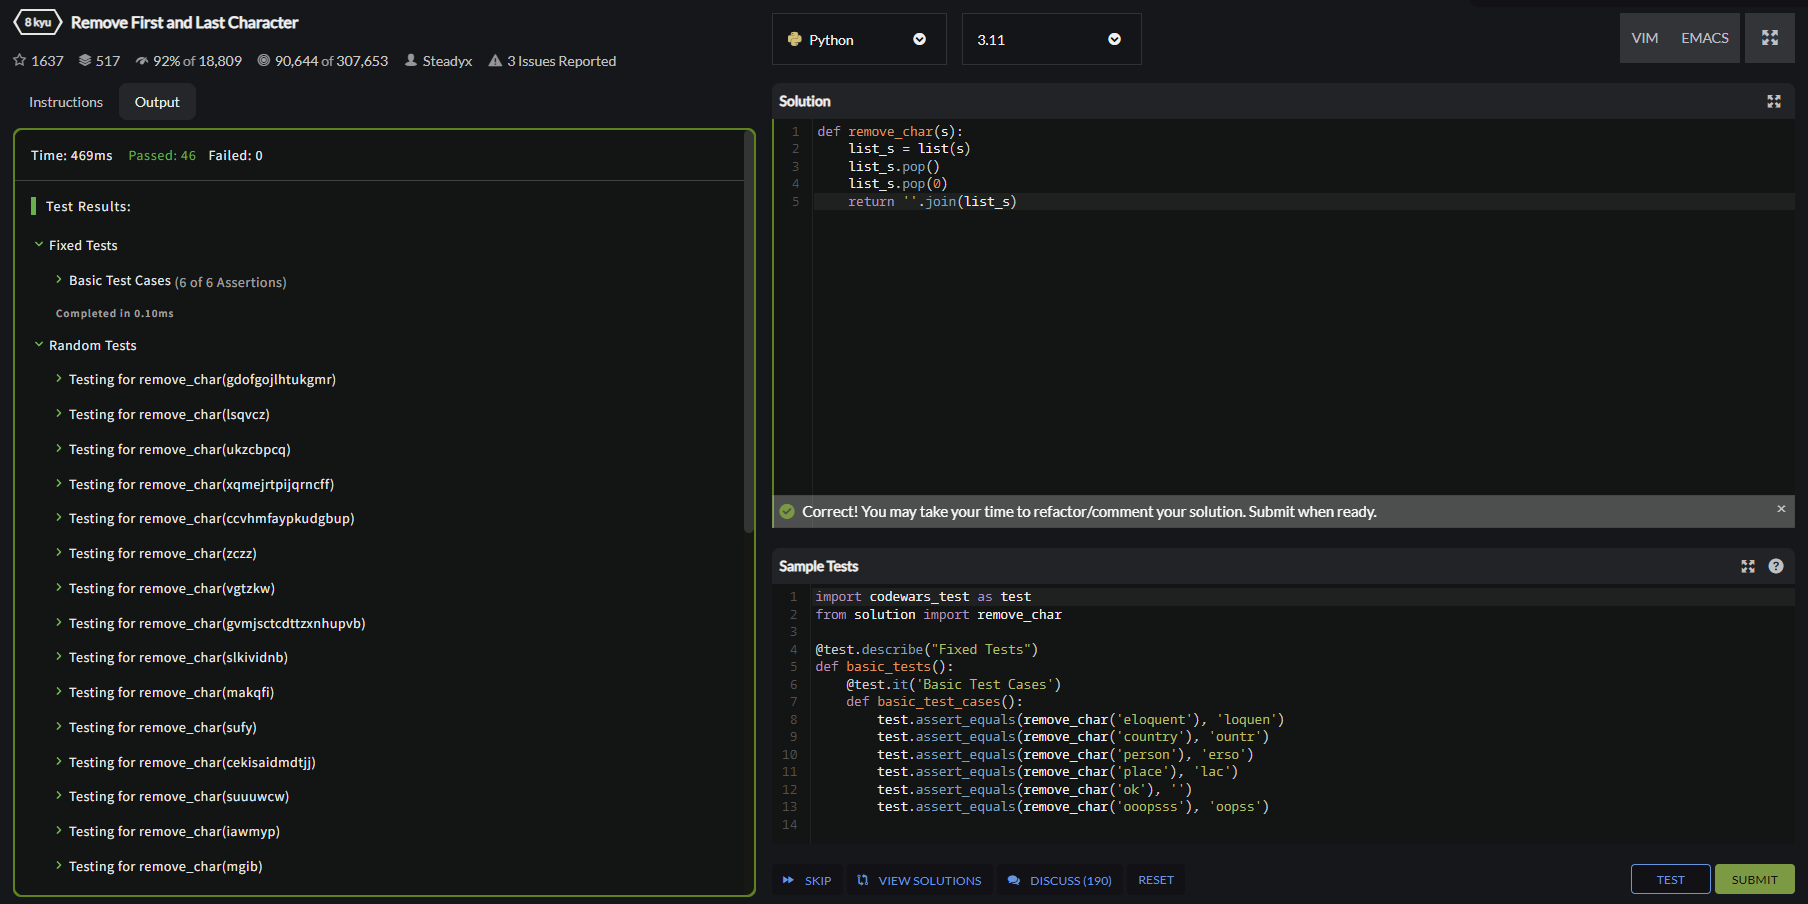 8 kyu Remove First and Last Character
1637 517 92% of 18,809 90,644 of 307,653 Steadyx 3 Issues Reported
Instructions Output
Time: 469ms Passed: 46 Failed: 0
Test Results:
Fixed Tests
Basic Test Cases (6 of 6 Assertions)
Completed in 0.10ms
Random Tests
Testing for remove_char(gdofgojlhtukgmr)
Testing for remove_char(lsqvcz)
Testing for remove_char(ukzcbpcq)
Testing for remove_char(xqmejrtpijqrncff)
Testing for remove_char(ccvhmfaypkudgbup)
Testing for remove_char(zczz)
Testing for remove_char(vgtzkw)
Testing for remove_char(gvmjsctcdttzxnhupvb)
Testing for remove_char(slkividnb)
Testing for remove_char(makqfi)
Testing for remove_char(sufy)
Testing for remove_char(cekisaidmdtjj)
Testing for remove_char(suuuwcw)
Testing for remove_char(iawmyp)
Testing for remove_char(mgib)
Python 3.11 VIM EMACS
Solution
1 def remove_char(s):
2     list_s = list(s)
3     list_s.pop()
4     list_s.pop(0)
5     return ''.join(list_s)
Correct! You may take your time to refactor/comment your solution. Submit when ready. ×
Sample Tests ?
1 import codewars_test as test
2 from solution import remove_char
3
4 @test.describe("Fixed Tests")
5 def basic_tests():
6     @test.it('Basic Test Cases')
7     def basic_test_cases():
8         test.assert_equals(remove_char('eloquent'), 'loquen')
9         test.assert_equals(remove_char('country'), 'ountr')
10         test.assert_equals(remove_char('person'), 'erso')
11         test.assert_equals(remove_char('place'), 'lac')
12         test.assert_equals(remove_char('ok'), '')
13         test.assert_equals(remove_char('ooopsss'), 'oopss')
14
SKIP VIEW SOLUTIONS DISCUSS (190) RESET TEST SUBMIT